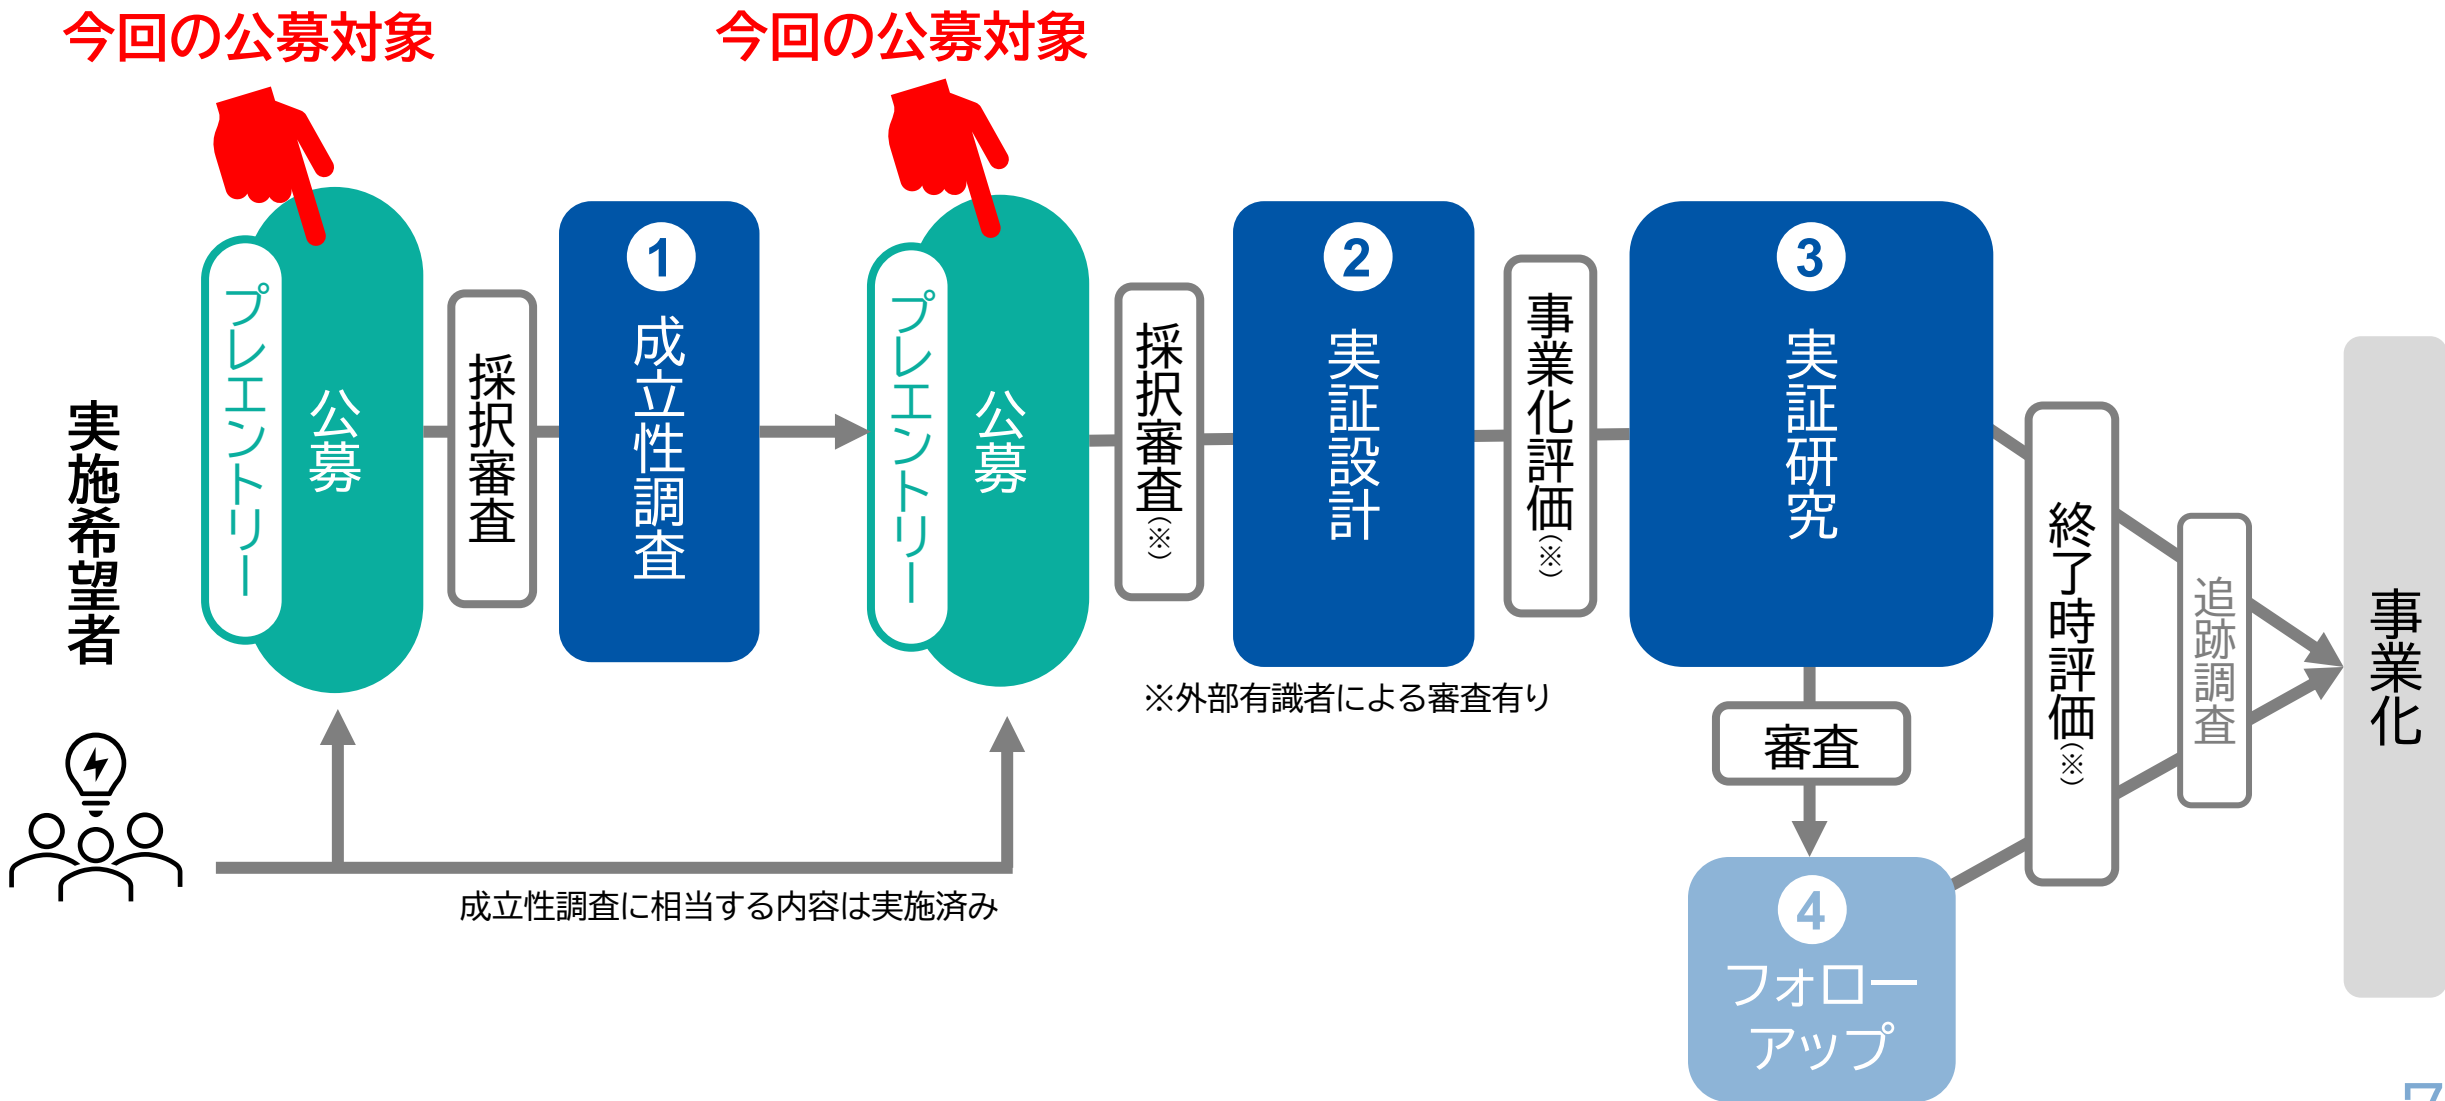 今回の公募対象
今回の公募対象
実施希望者
プレエントリー
公募
採択審査
1
成立性調査
プレエントリー
公募
採択審査(※)
2
実証設計
事業化評価(※)
3
実証研究
終了時評価(※)
追跡調査
事業化
※外部有識者による審査有り
審査
成立性調査に相当する内容は実施済み
4
フォロー
アップ